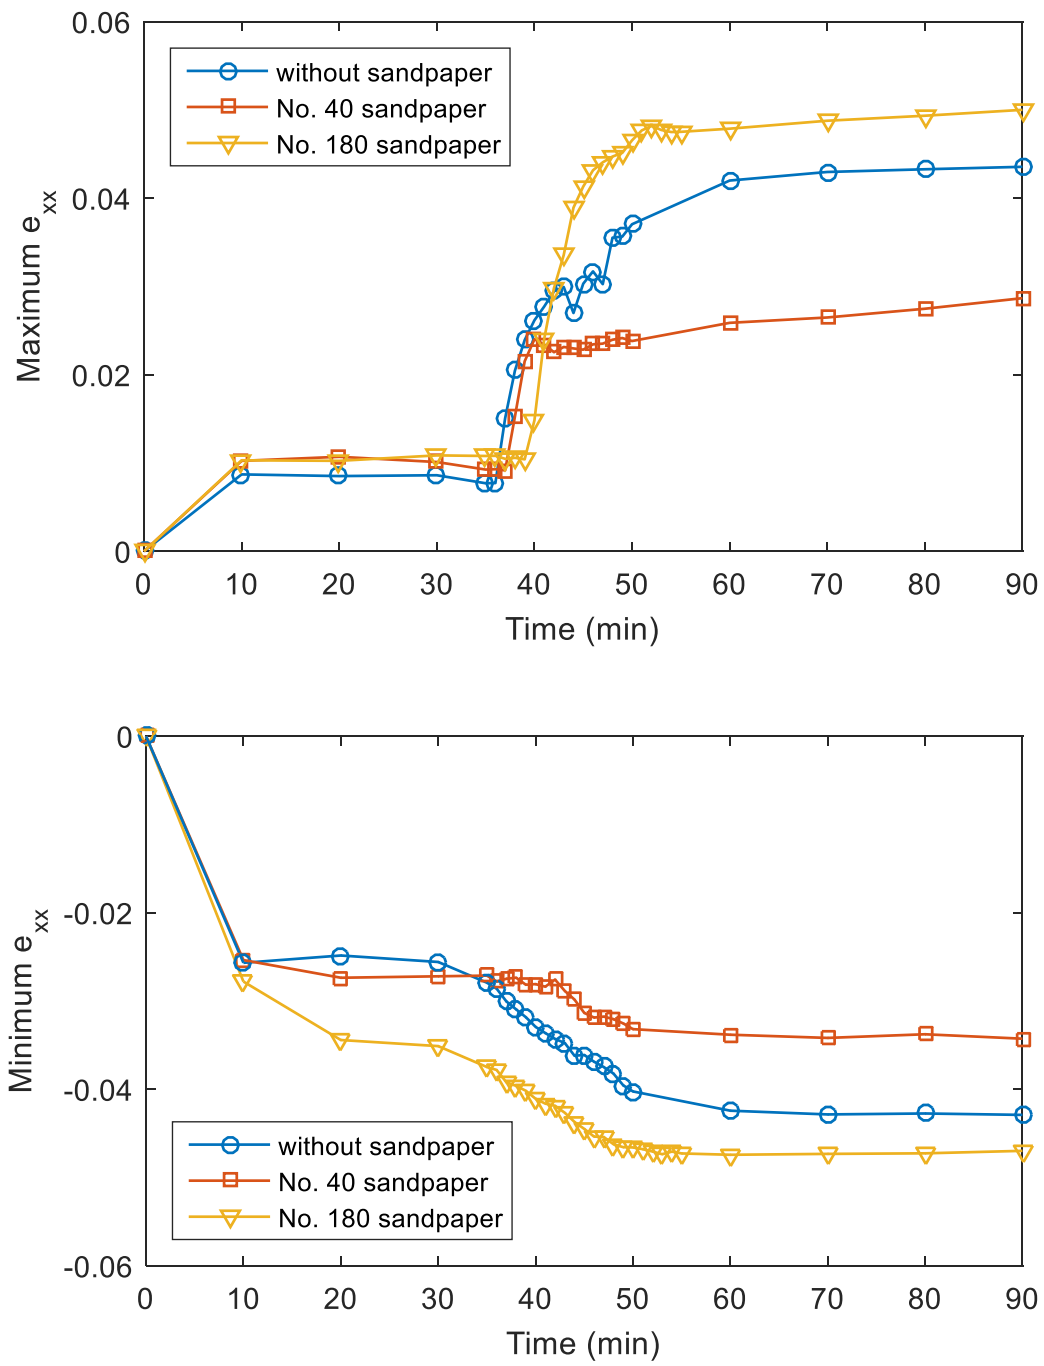 0.06
without sandpaper
No. 40 sandpaper
No. 180 sandpaper
0.04
Maximum e_xx
0.02
0
0 10 20 30 40 50 60 70 80 90
Time (min)
0
-0.02
Minimum e_xx
-0.04
without sandpaper
No. 40 sandpaper
No. 180 sandpaper
-0.06
0 10 20 30 40 50 60 70 80 90
Time (min)